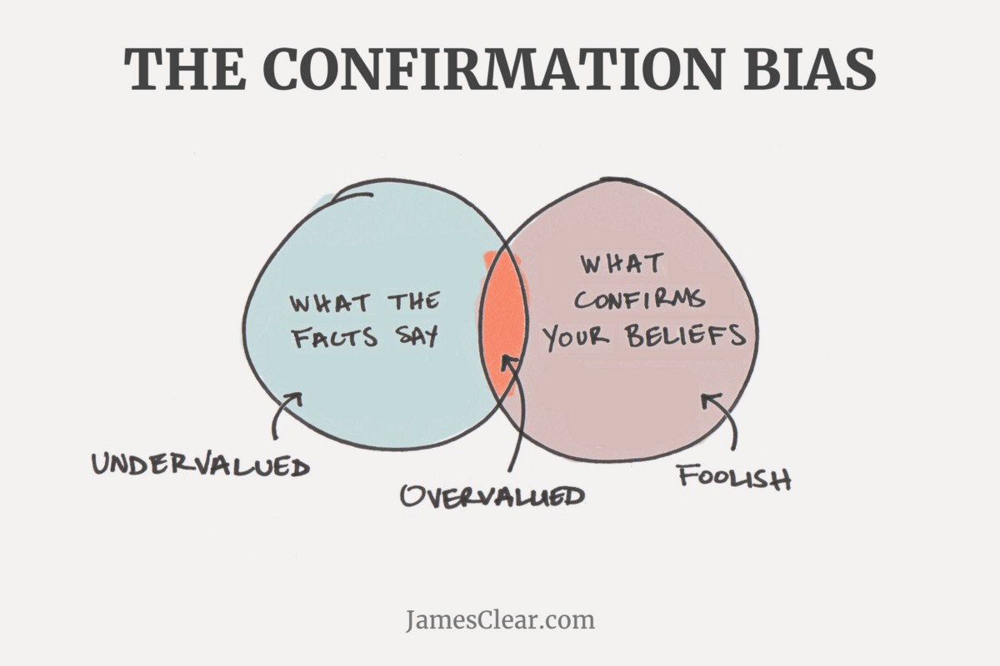 THE CONFIRMATION BIAS
WHAT THE
FACTS SAY
WHAT
CONFIRMS
YOUR BELIEFS
UNDERVALUED
OVERVALUED
FOOLISH
JamesClear.com